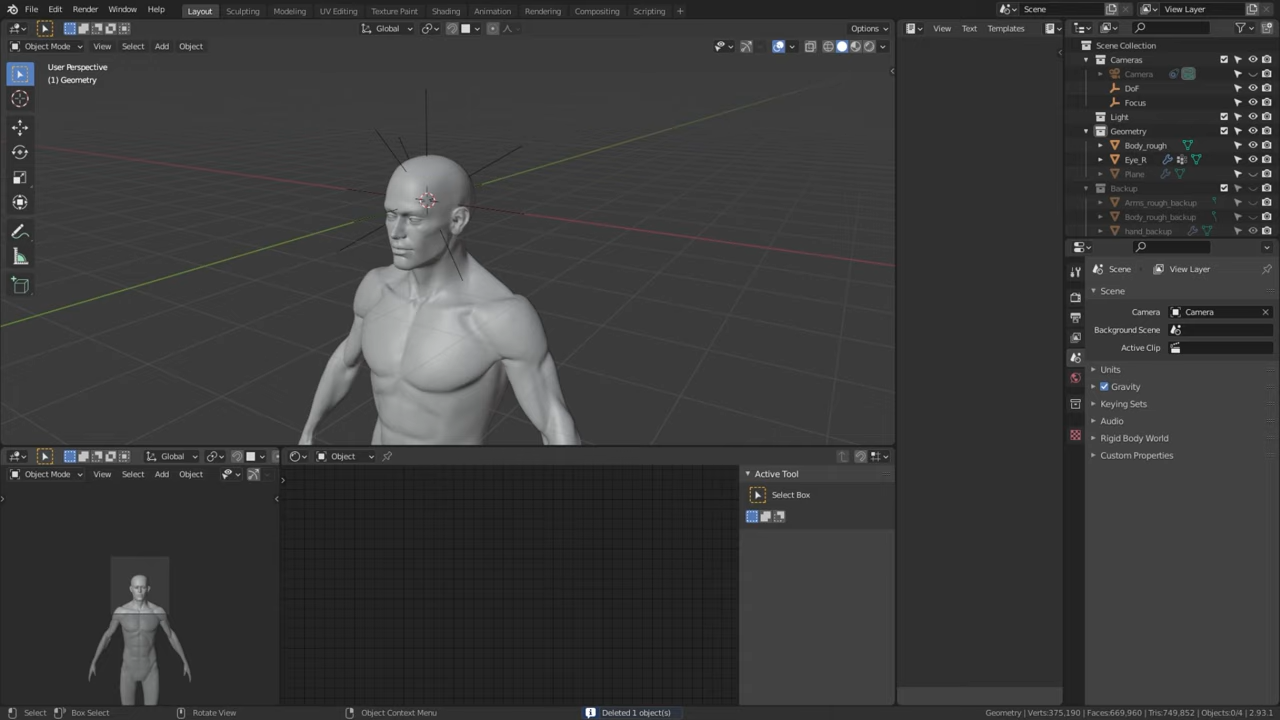 File Edit Render Window Help Layout Sculpting Modeling UV Editing Texture Paint Shading Animation Rendering Compositing Scripting + Scene View Layer
Global Options View Text Templates
Object Mode View Select Add Object
User Perspective
(1) Geometry
Scene Collection
Cameras
Camera
DoF
Focus
Light
Geometry
Body_rough
Eye_R
Plane
Backup
Arms_rough_backup
Body_rough_backup
hand_backup
Scene View Layer
Scene
Camera Camera
Background Scene
Active Clip
Units
Gravity
Keying Sets
Audio
Rigid Body World
Custom Properties
Global Object
Object Mode View Select Add Object
Active Tool
Select Box
Select Box Select Rotate View Object Context Menu Deleted 1 object(s) Geometry | Verts:375,190 | Faces:669,960 | Tris:749,852 | Objects:0/4 | 2.93.1